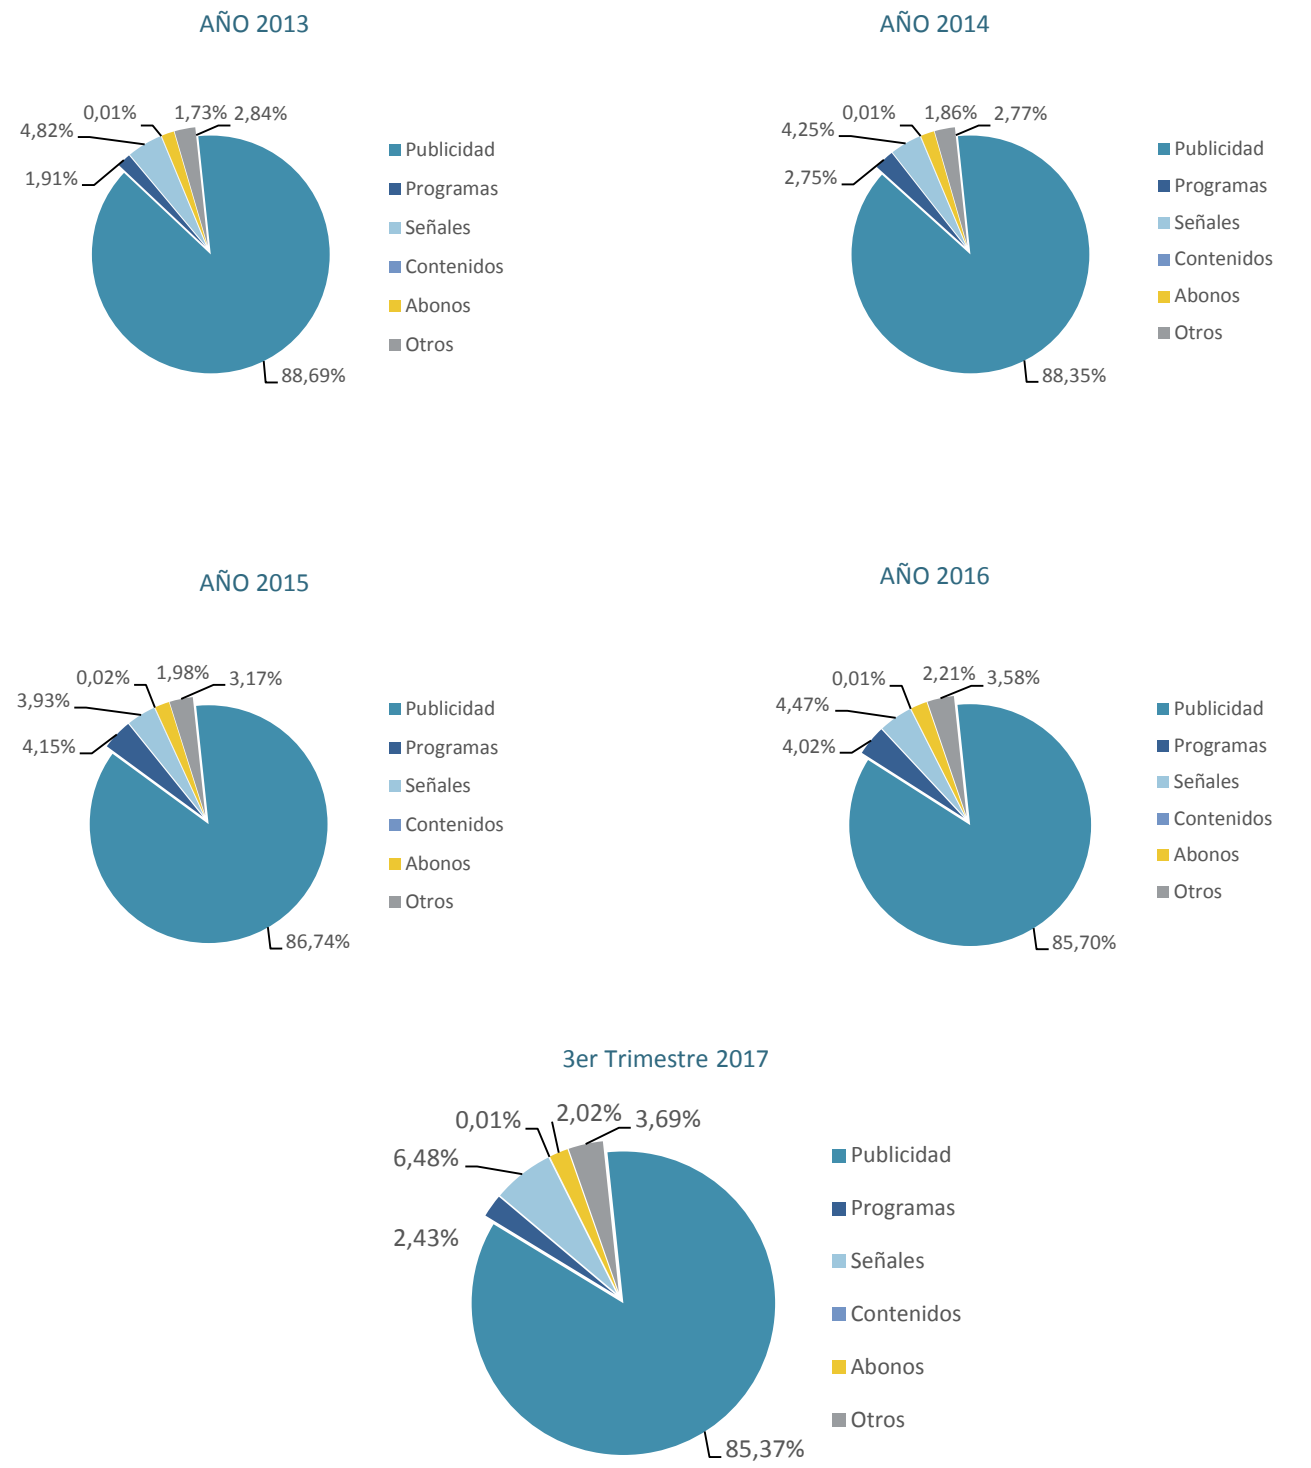 AÑO 2013
0,01%
1,73%
2,84%
4,82%
1,91%
88,69%
Publicidad
Programas
Señales
Contenidos
Abonos
Otros
AÑO 2014
0,01%
1,86%
2,77%
4,25%
2,75%
88,35%
Publicidad
Programas
Señales
Contenidos
Abonos
Otros
AÑO 2015
0,02%
1,98%
3,17%
3,93%
4,15%
86,74%
Publicidad
Programas
Señales
Contenidos
Abonos
Otros
AÑO 2016
0,01%
2,21%
3,58%
4,47%
4,02%
85,70%
Publicidad
Programas
Señales
Contenidos
Abonos
Otros
3er Trimestre 2017
0,01%
2,02%
3,69%
6,48%
2,43%
85,37%
Publicidad
Programas
Señales
Contenidos
Abonos
Otros